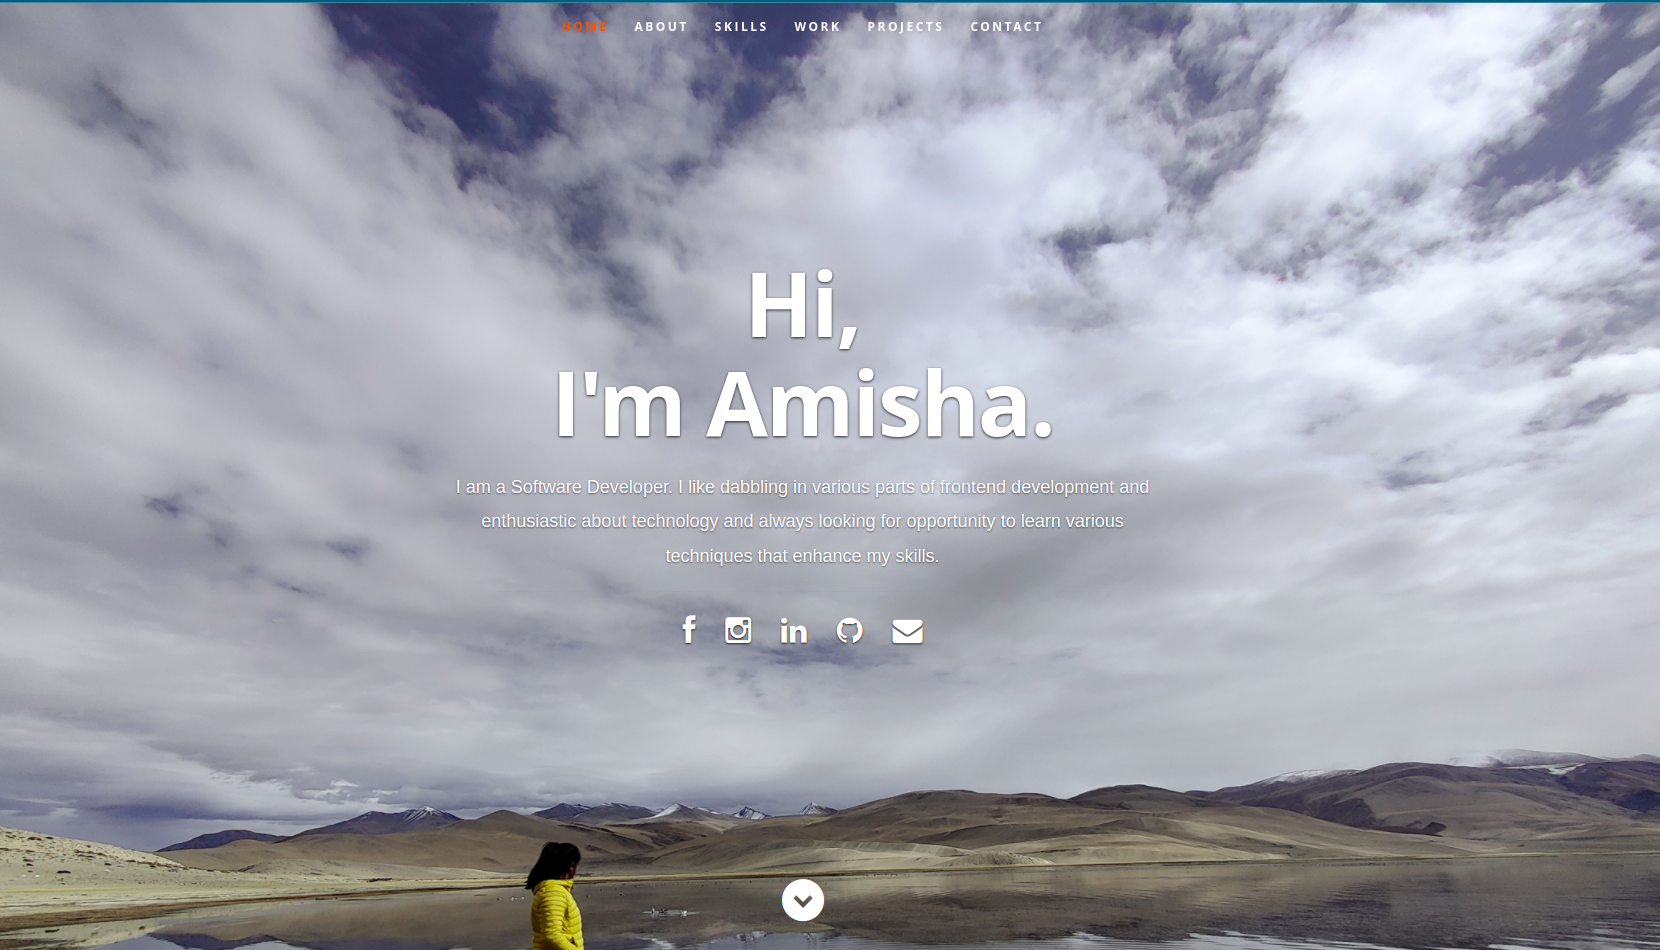 HOME ABOUT SKILLS WORK PROJECTS CONTACT
Hi,
I'm Amisha.
I am a Software Developer. I like dabbling in various parts of frontend development and
enthusiastic about technology and always looking for opportunity to learn various
techniques that enhance my skills.